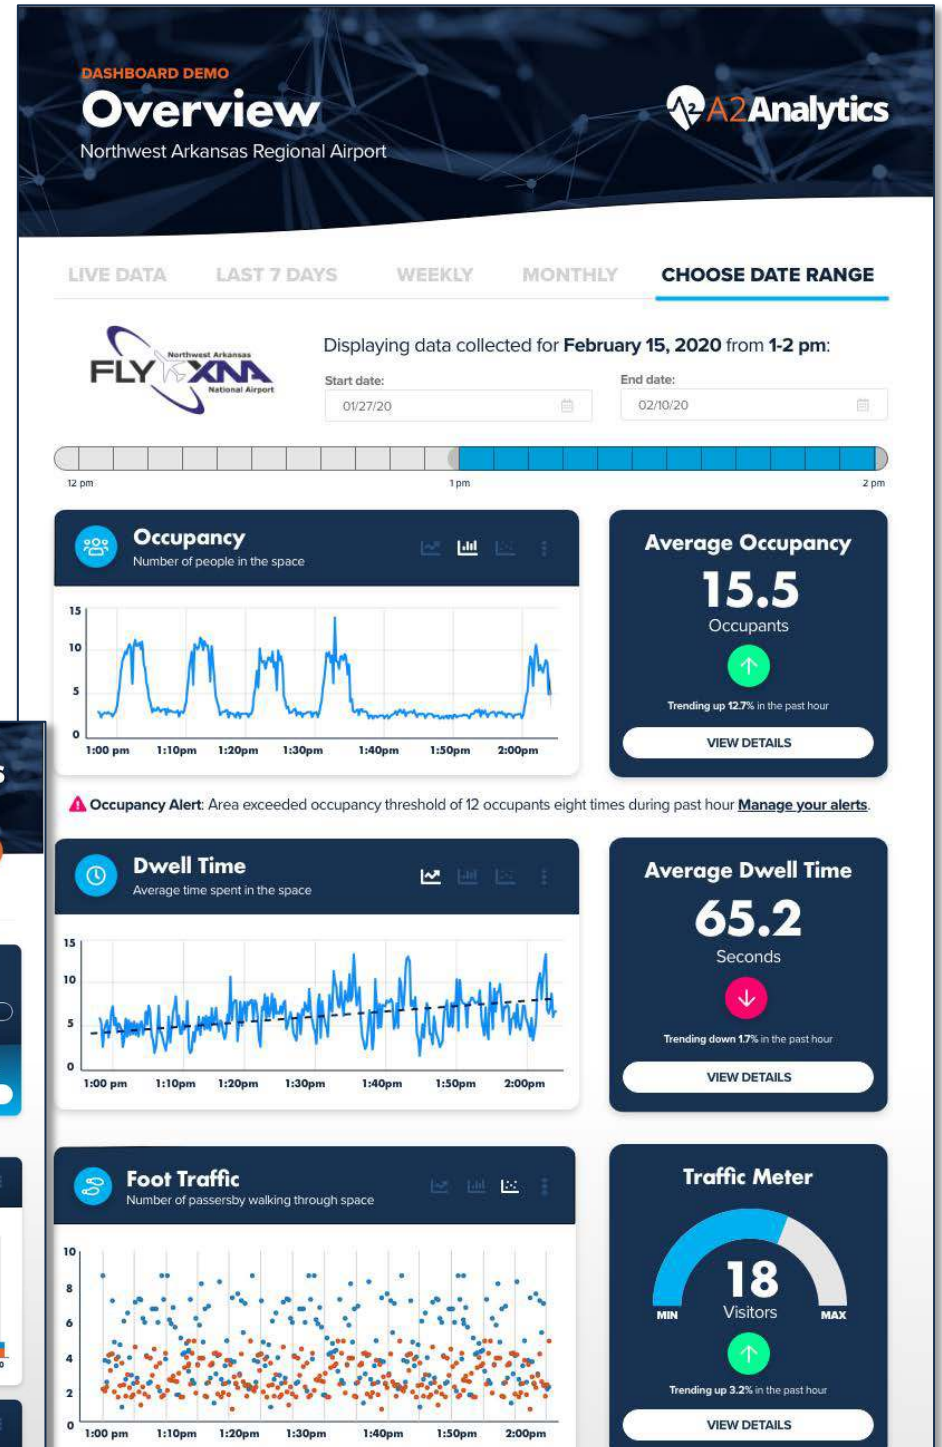 DASHBOARD DEMO
Overview
Northwest Arkansas Regional Airport
A2Analytics
LIVE DATA LAST 7 DAYS WEEKLY MONTHLY CHOOSE DATE RANGE
FLY XNA
Northwest Arkansas
National Airport
Displaying data collected for February 15, 2020 from 1-2 pm:
Start date: End date:
01/27/20 02/10/20
12 pm 1 pm 2 pm
Occupancy
Number of people in the space
15
10
5
0
1:00 pm 1:10pm 1:20pm 1:30pm 1:40pm 1:50pm 2:00pm
Average Occupancy
15.5
Occupants
Trending up 12.7% in the past hour
VIEW DETAILS
Occupancy Alert: Area exceeded occupancy threshold of 12 occupants eight times during past hour Manage your alerts.
Dwell Time
Average time spent in the space
15
10
5
0
1:00 pm 1:10pm 1:20pm 1:30pm 1:40pm 1:50pm 2:00pm
Average Dwell Time
65.2
Seconds
Trending down 1.7% in the past hour
VIEW DETAILS
Foot Traffic
Number of passersby walking through space
10
8
6
4
2
0
1:00 pm 1:10pm 1:20pm 1:30pm 1:40pm 1:50pm 2:00pm
Traffic Meter
18
Visitors
MIN MAX
Trending up 3.2% in the past hour
VIEW DETAILS